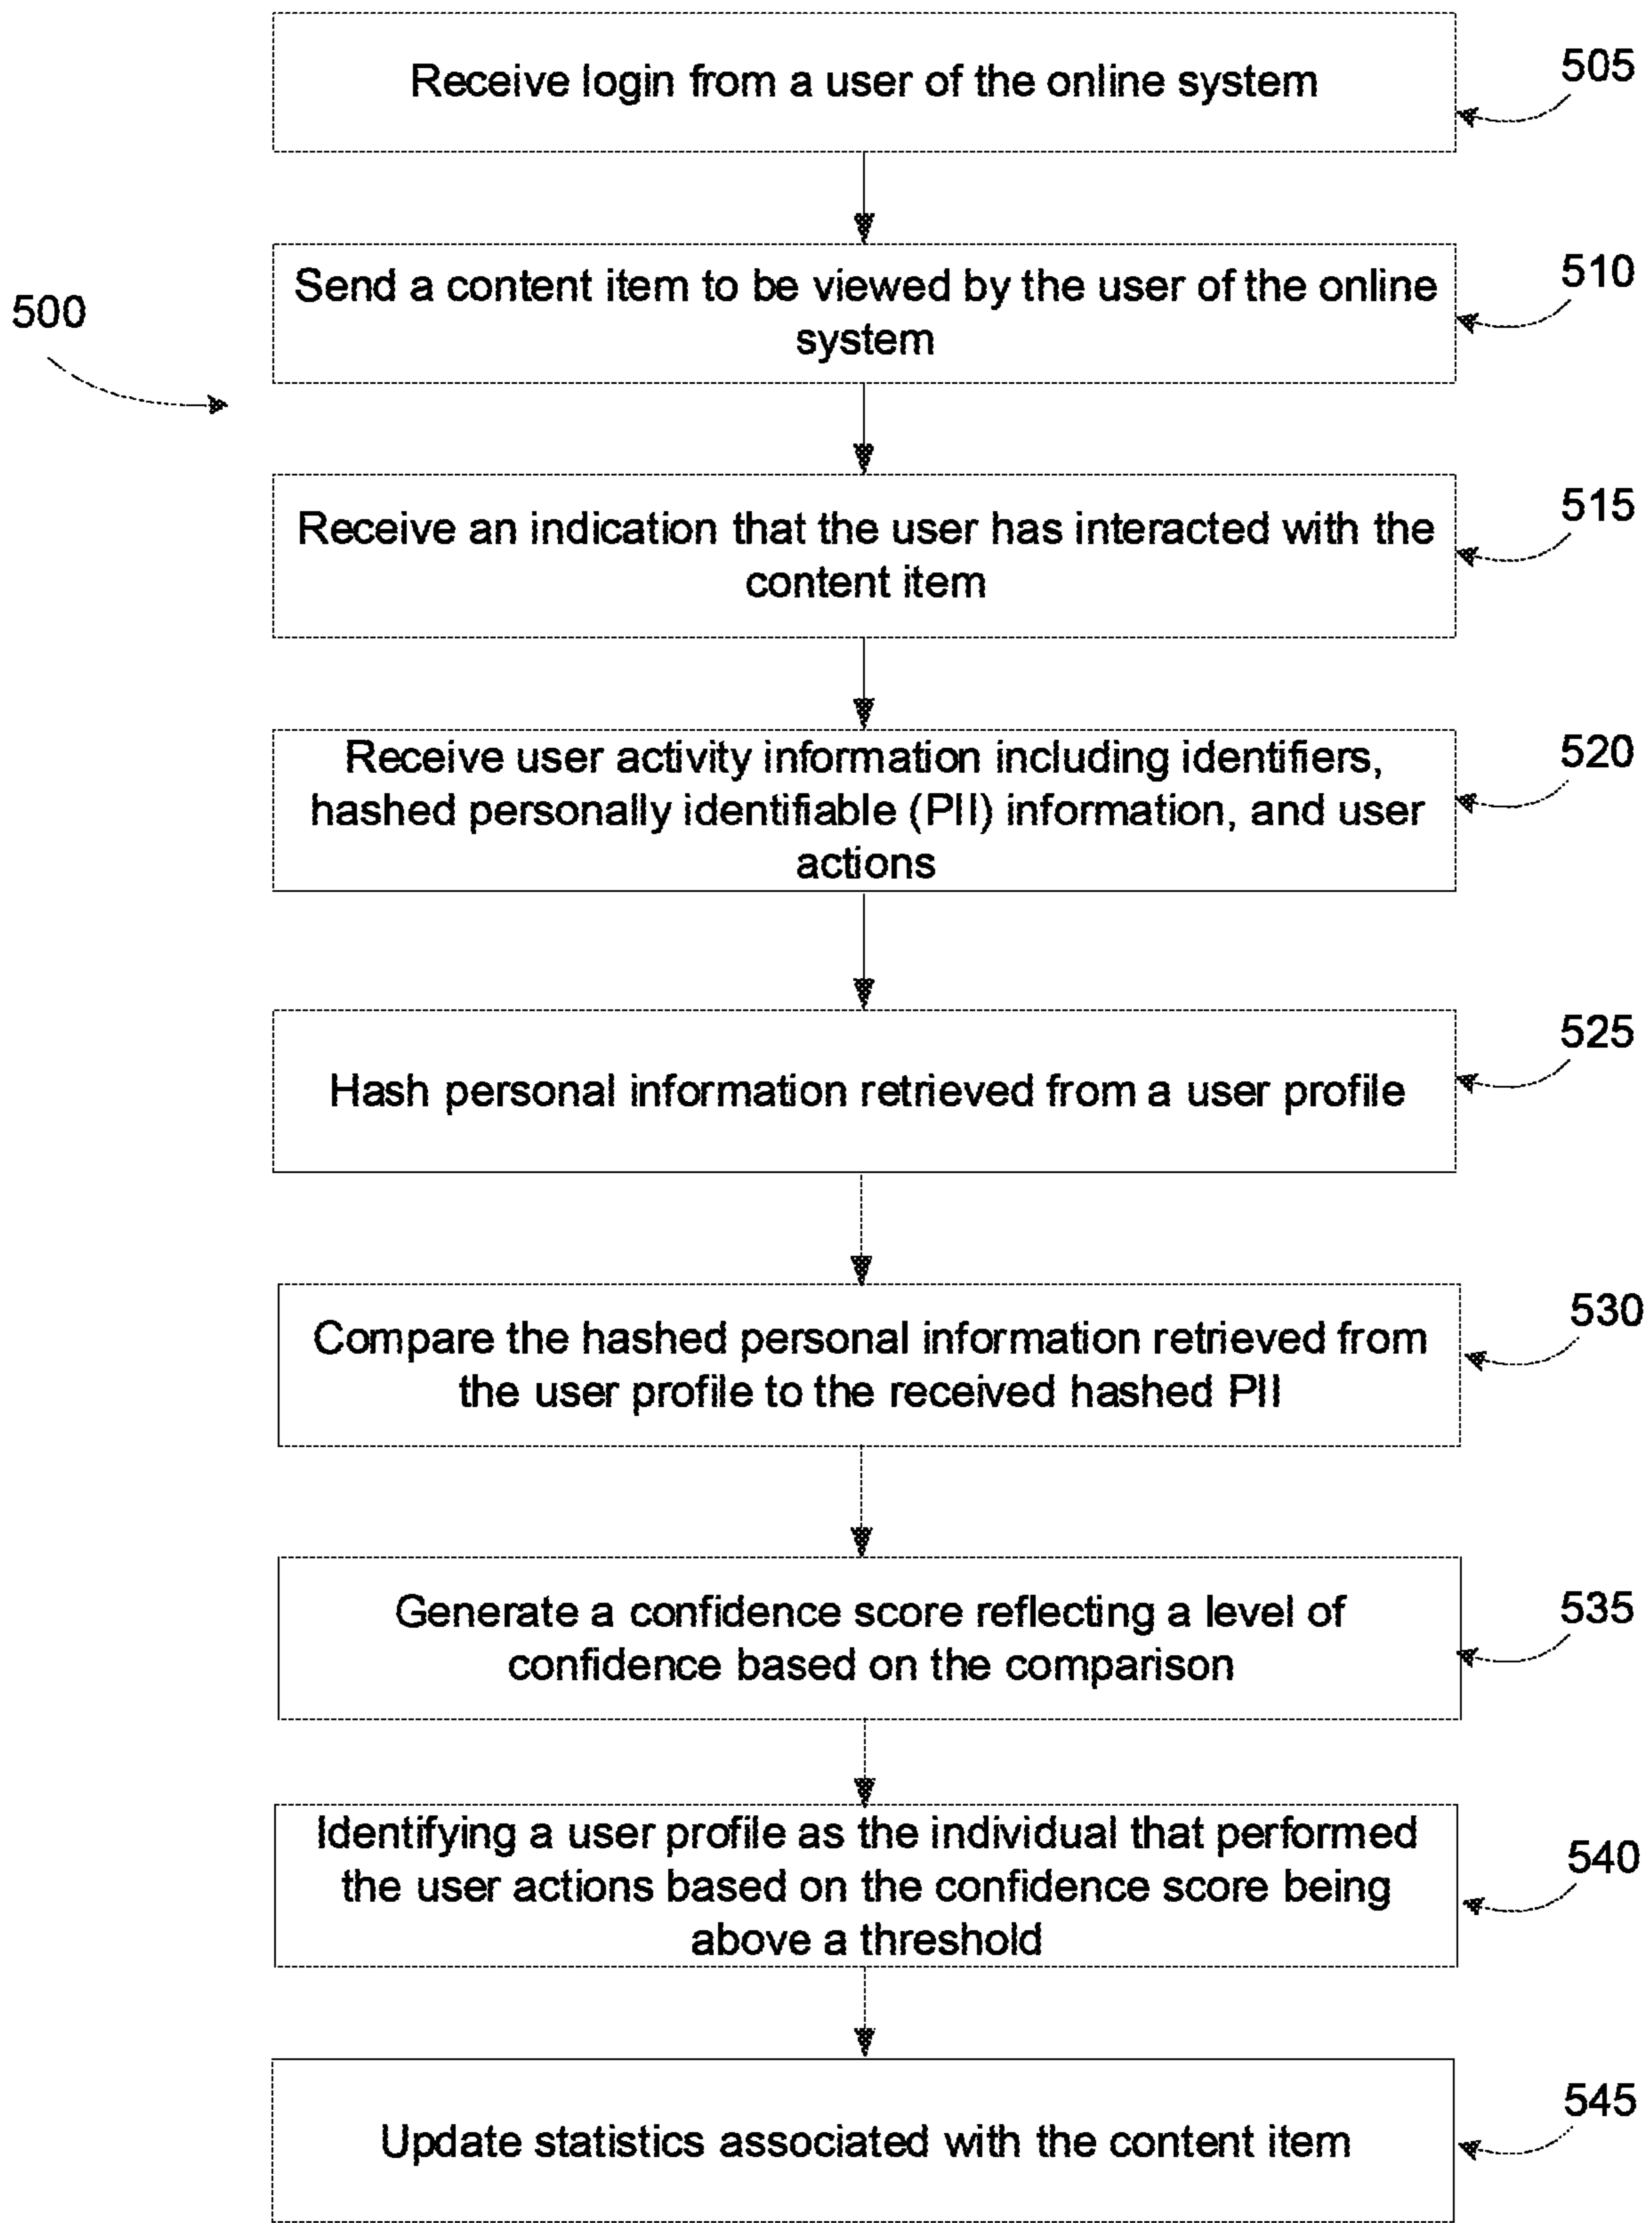 Receive login from a user of the online system
505
Send a content item to be viewed by the user of the online
system
510
500
Receive an indication that the user has interacted with the
content item
515
Receive user activity information including identifiers,
hashed personally identifiable (PII) information, and user
actions
520
Hash personal information retrieved from a user profile
525
Compare the hashed personal information retrieved from
the user profile to the received hashed PII
530
Generate a confidence score reflecting a level of
confidence based on the comparison
535
Identifying a user profile as the individual that performed
the user actions based on the confidence score being
above a threshold
540
Update statistics associated with the content item
545